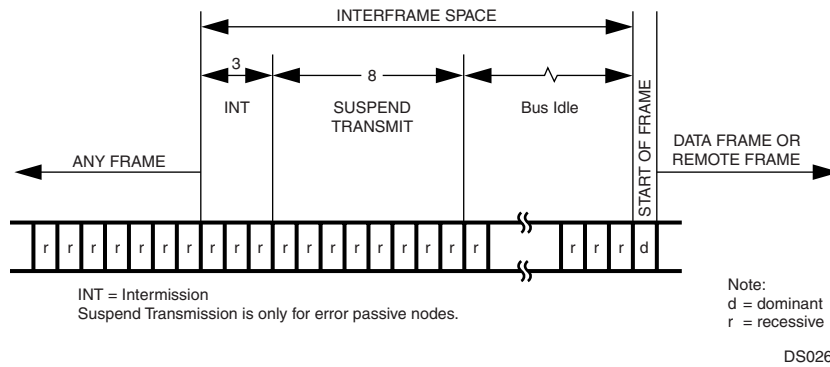 INTERFRAME SPACE
3
8
INT
SUSPEND
TRANSMIT
Bus Idle
START OF FRAME
ANY FRAME
DATA FRAME OR
REMOTE FRAME
r r r r r r r r r r r r r r r r r r r r r r d
INT = Intermission
Suspend Transmission is only for error passive nodes.
Note:
d = dominant
r = recessive
DS026